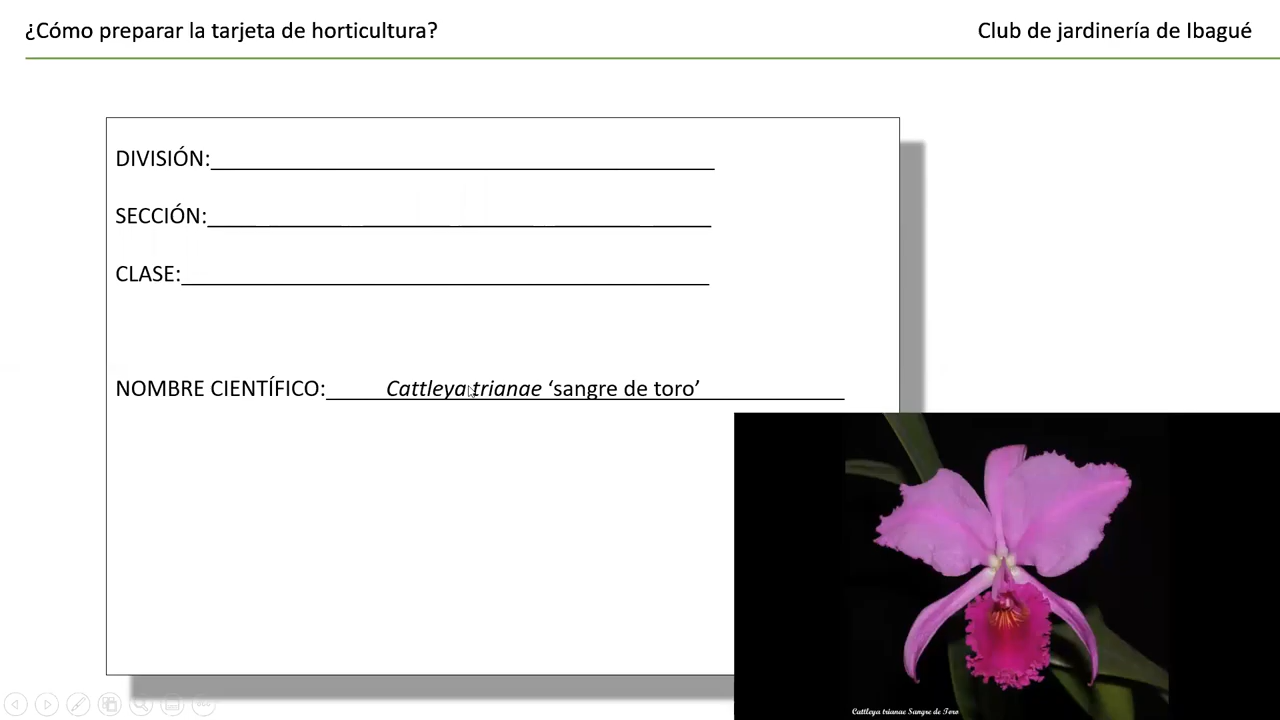 ¿Cómo preparar la tarjeta de horticultura?
Club de jardinería de Ibagué
DIVISIÓN:
SECCIÓN:
CLASE:
NOMBRE CIENTÍFICO: Cattleya trianae ‘sangre de toro’
Cattleya trianae Sangre de Toro